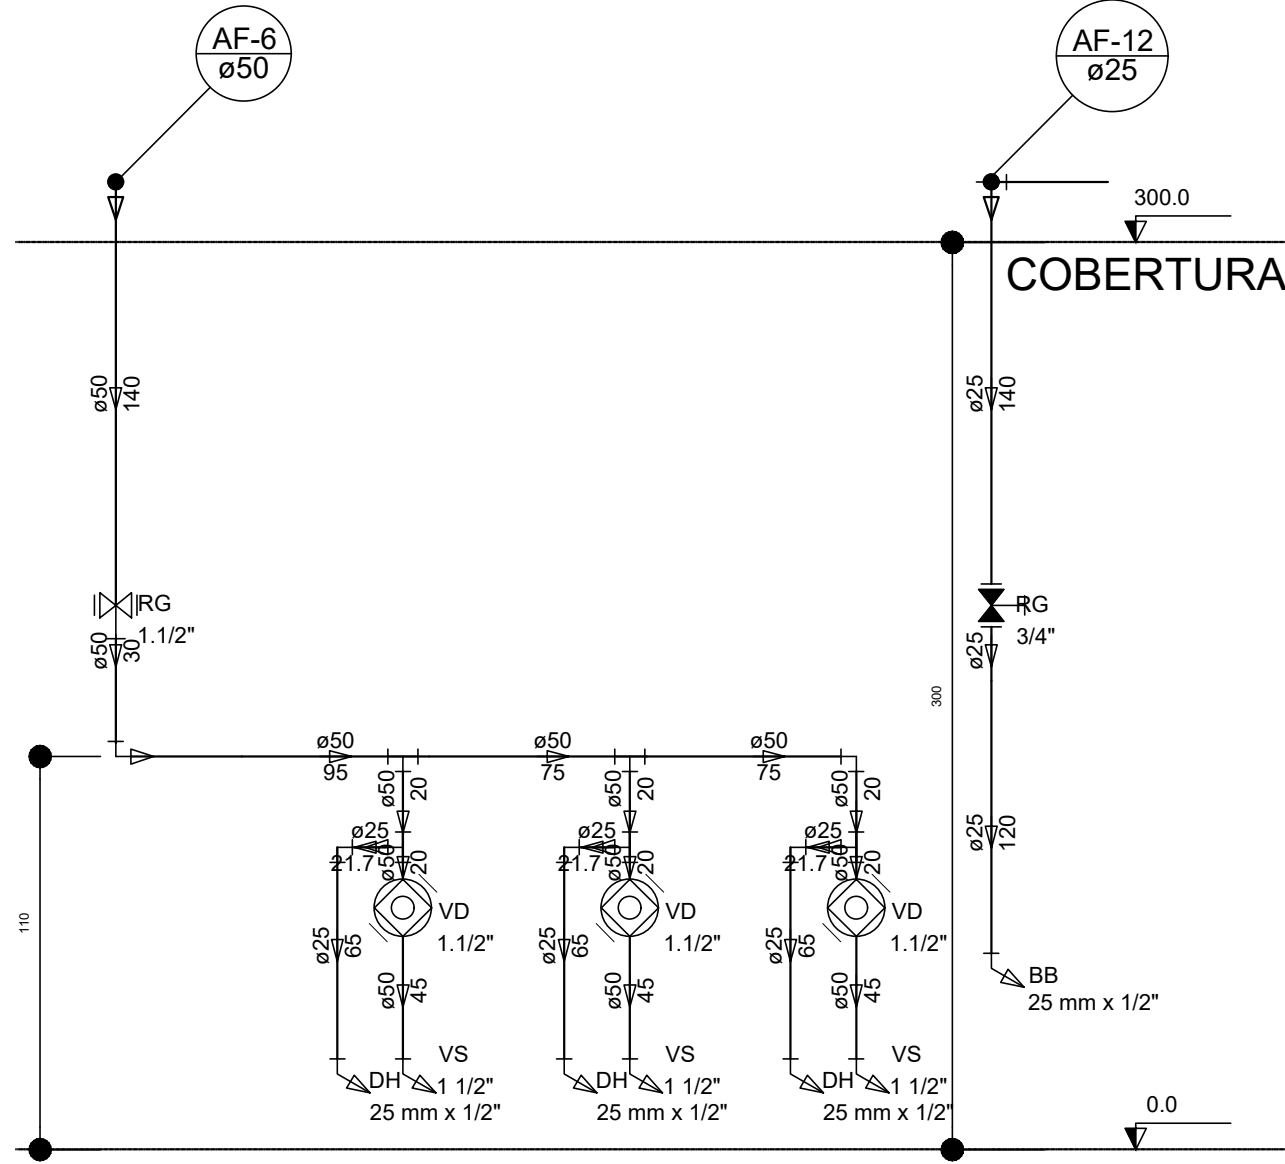 AF-6
ø50
AF-12
ø25
300.0
COBERTURA
ø50
140
ø25
140
RG
1.1/2"
RG
3/4"
ø50
30
ø25
300
ø50
95
ø50
75
ø50
75
ø50
20
ø50
20
ø50
20
ø25
21.7
ø50
20
ø25
21.7
ø50
20
ø25
21.7
ø50
20
ø25
120
110
VD
1.1/2"
VD
1.1/2"
VD
1.1/2"
ø25
65
ø25
65
ø25
65
ø50
45
ø50
45
ø50
45
BB
25 mm x 1/2"
VS
1 1/2"
DH
25 mm x 1/2"
VS
1 1/2"
DH
25 mm x 1/2"
VS
1 1/2"
DH
25 mm x 1/2"
0.0